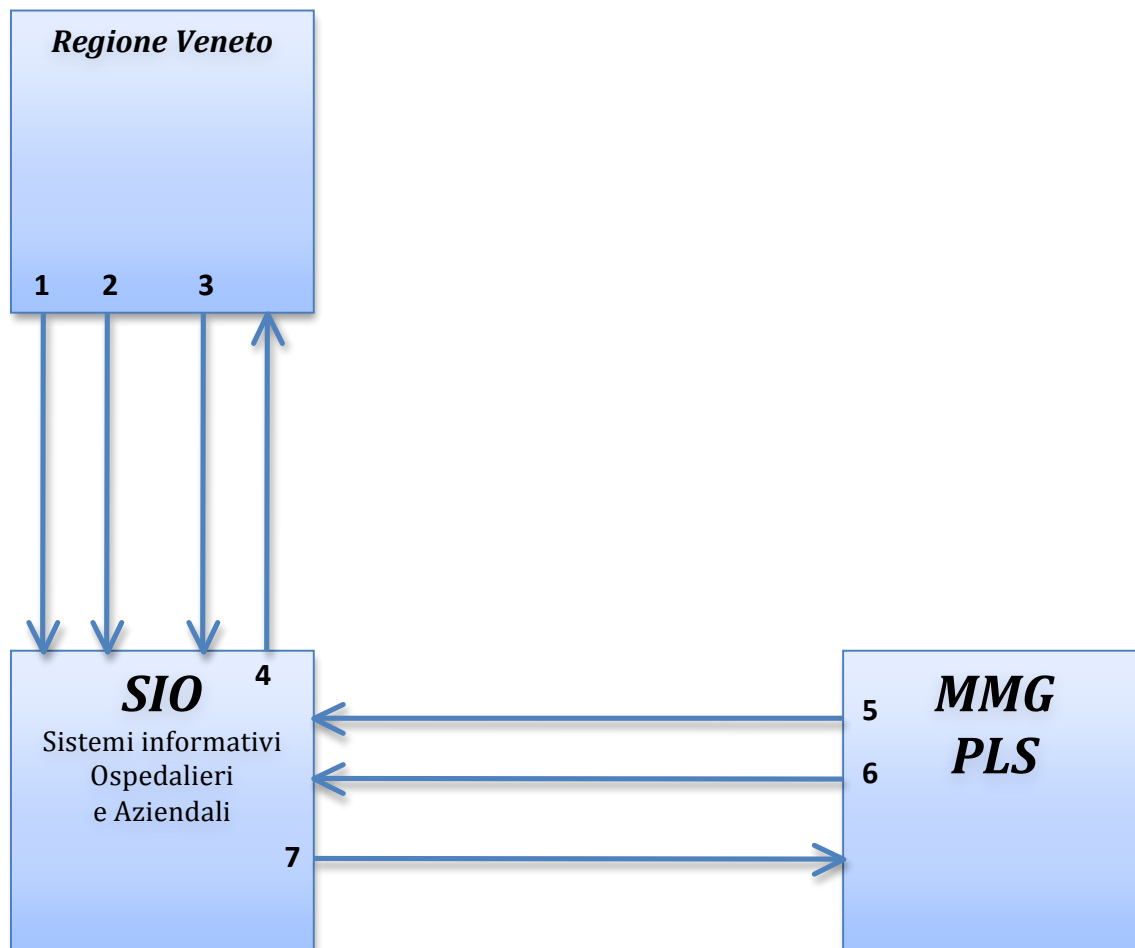 Regione Veneto
1 2 3
4
SIO
Sistemi informativi
Ospedalieri
e Aziendali
7
5
6
MMG
PLS